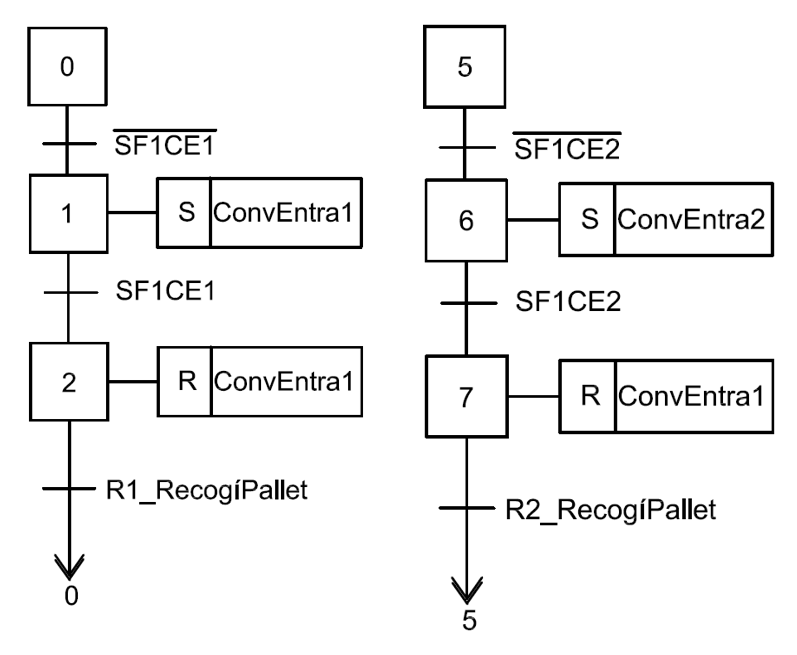 0
SF1CE1
1
S ConvEntra1
SF1CE1
2
R ConvEntra1
R1_RecogíPallet
0
5
SF1CE2
6
S ConvEntra2
SF1CE2
7
R ConvEntra1
R2_RecogíPallet
5